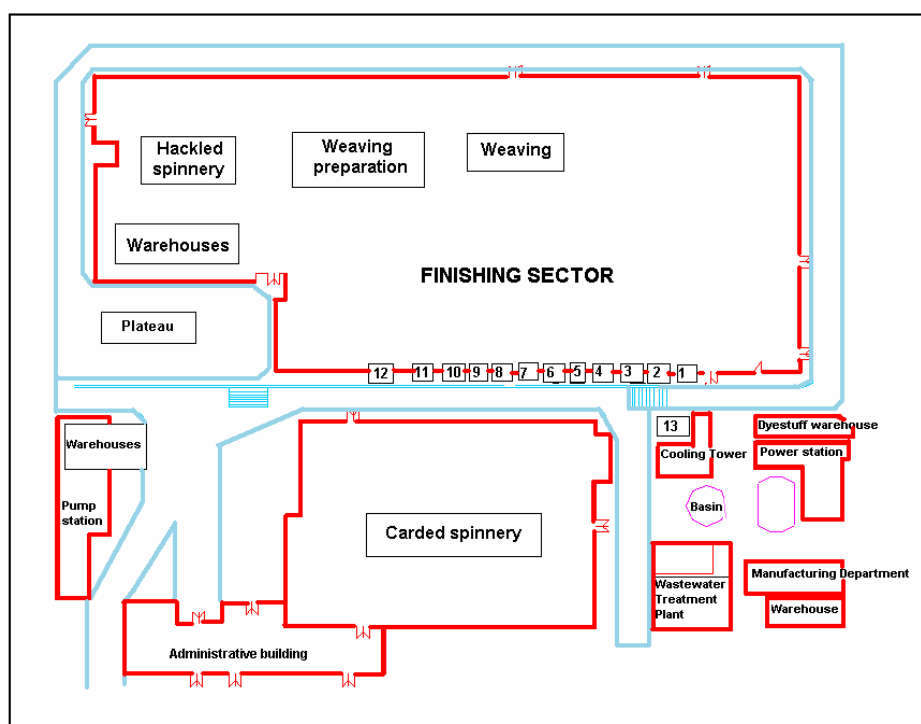 Hackled
spinnery
Weaving
preparation
Weaving
Warehouses
FINISHING SECTOR
Plateau
12 11 10 9 8 7 6 5 4 3 2 1
13
Dyestuff warehouse
Warehouses
Cooling Tower
Power station
Pump
station
Basin
Carded spinnery
Manufacturing Department
Wastewater
Treatment
Plant
Warehouse
Administrative building